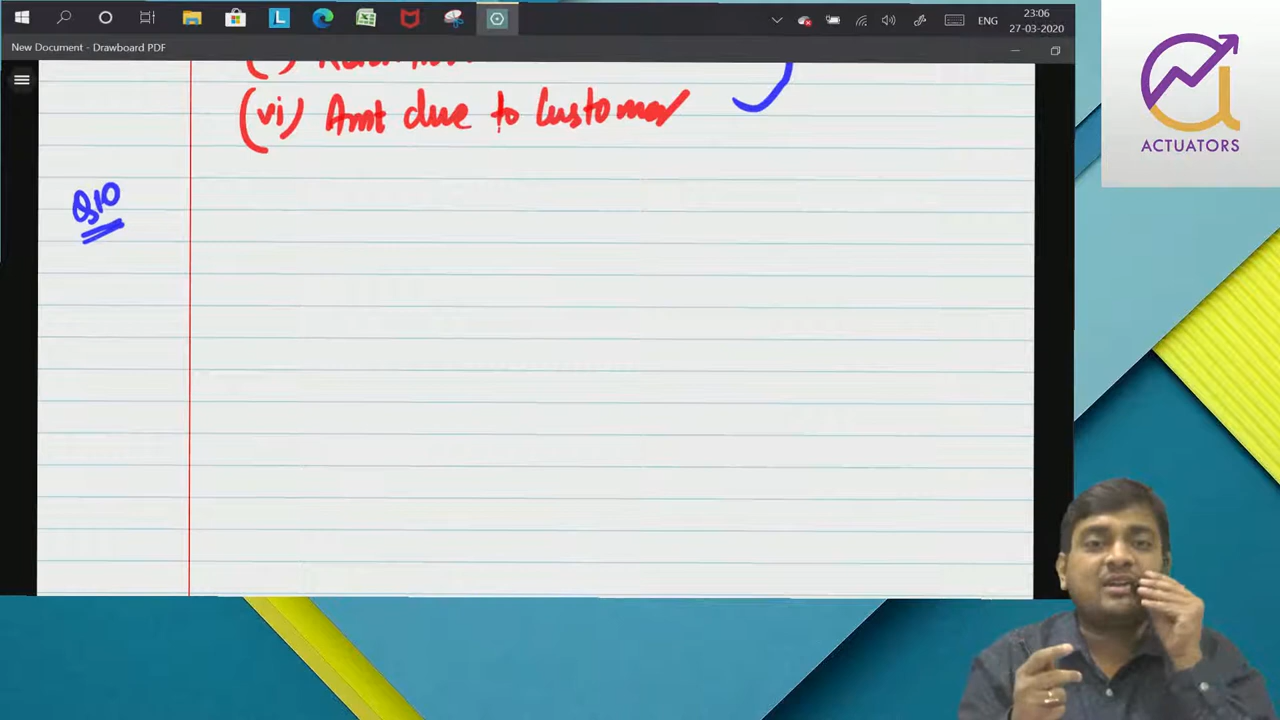 23:06
ENG
27-03-2020
New Document - Drawboard PDF
(vi) Amt due to Customer
Q10
ACTUATORS